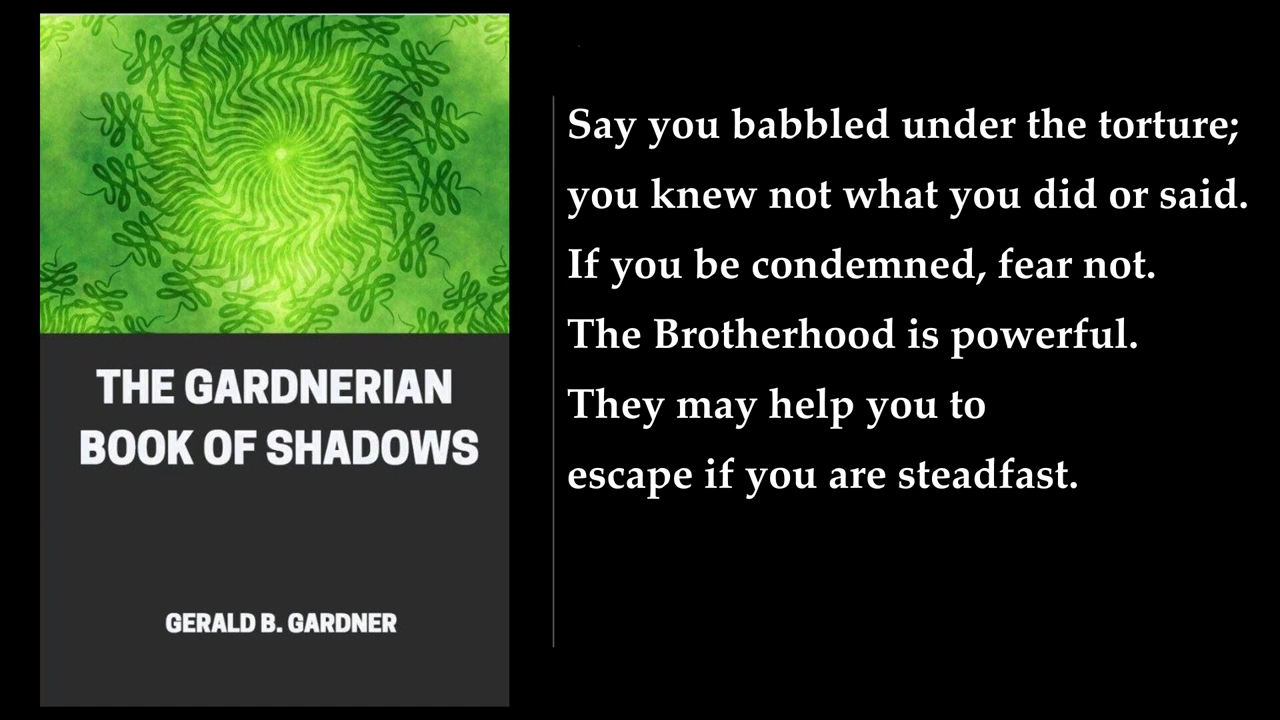 THE GARDNERIAN
BOOK OF SHADOWS
GERALD B. GARDNER
Say you babbled under the torture;
you knew not what you did or said.
If you be condemned, fear not.
The Brotherhood is powerful.
They may help you to
escape if you are steadfast.